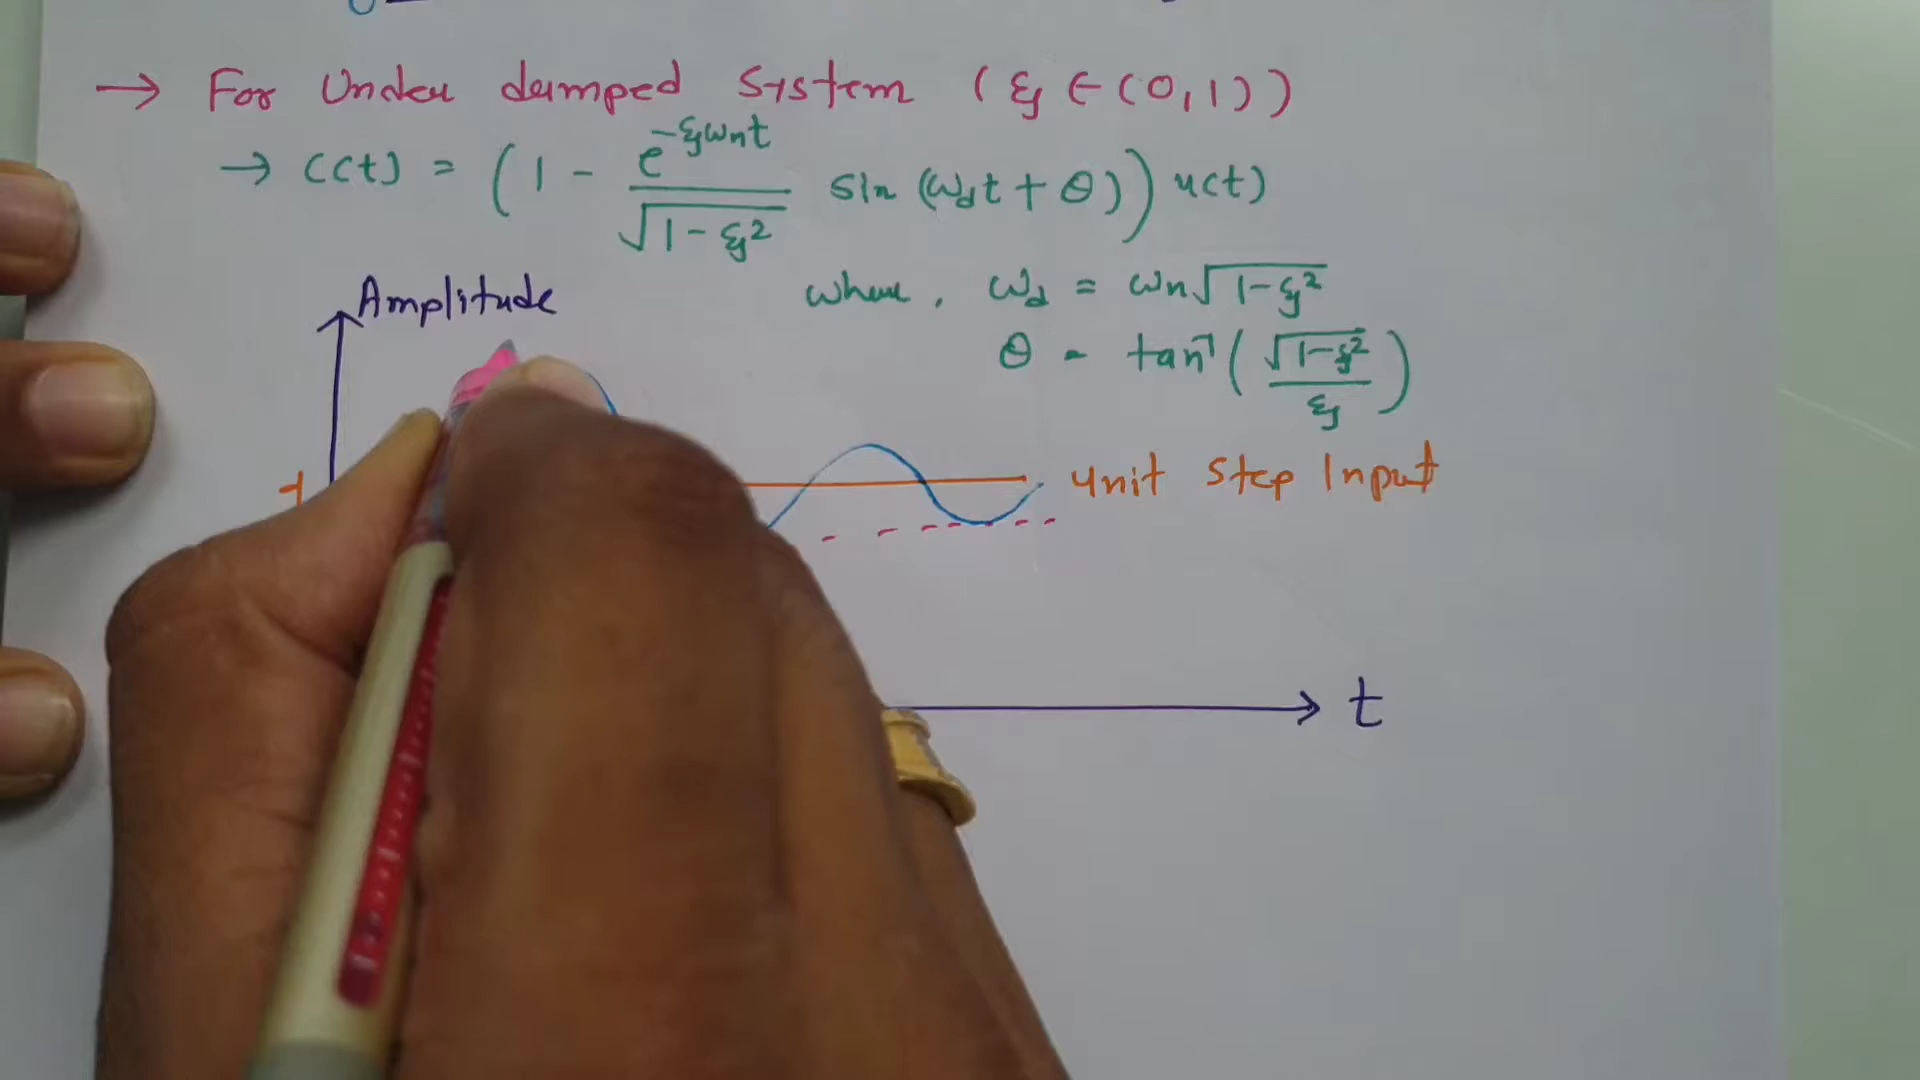 → For Under damped System (ξ ∈ (0,1))
→ C(t) = (1 - e^{-ξωnt} / √(1-ξ²) sin (ωdt + θ)) u(t)
Amplitude
where, ωd = ωn√(1-ξ²)
θ = tan⁻¹ (√(1-ξ²) / ξ)
1
unit step Input
t